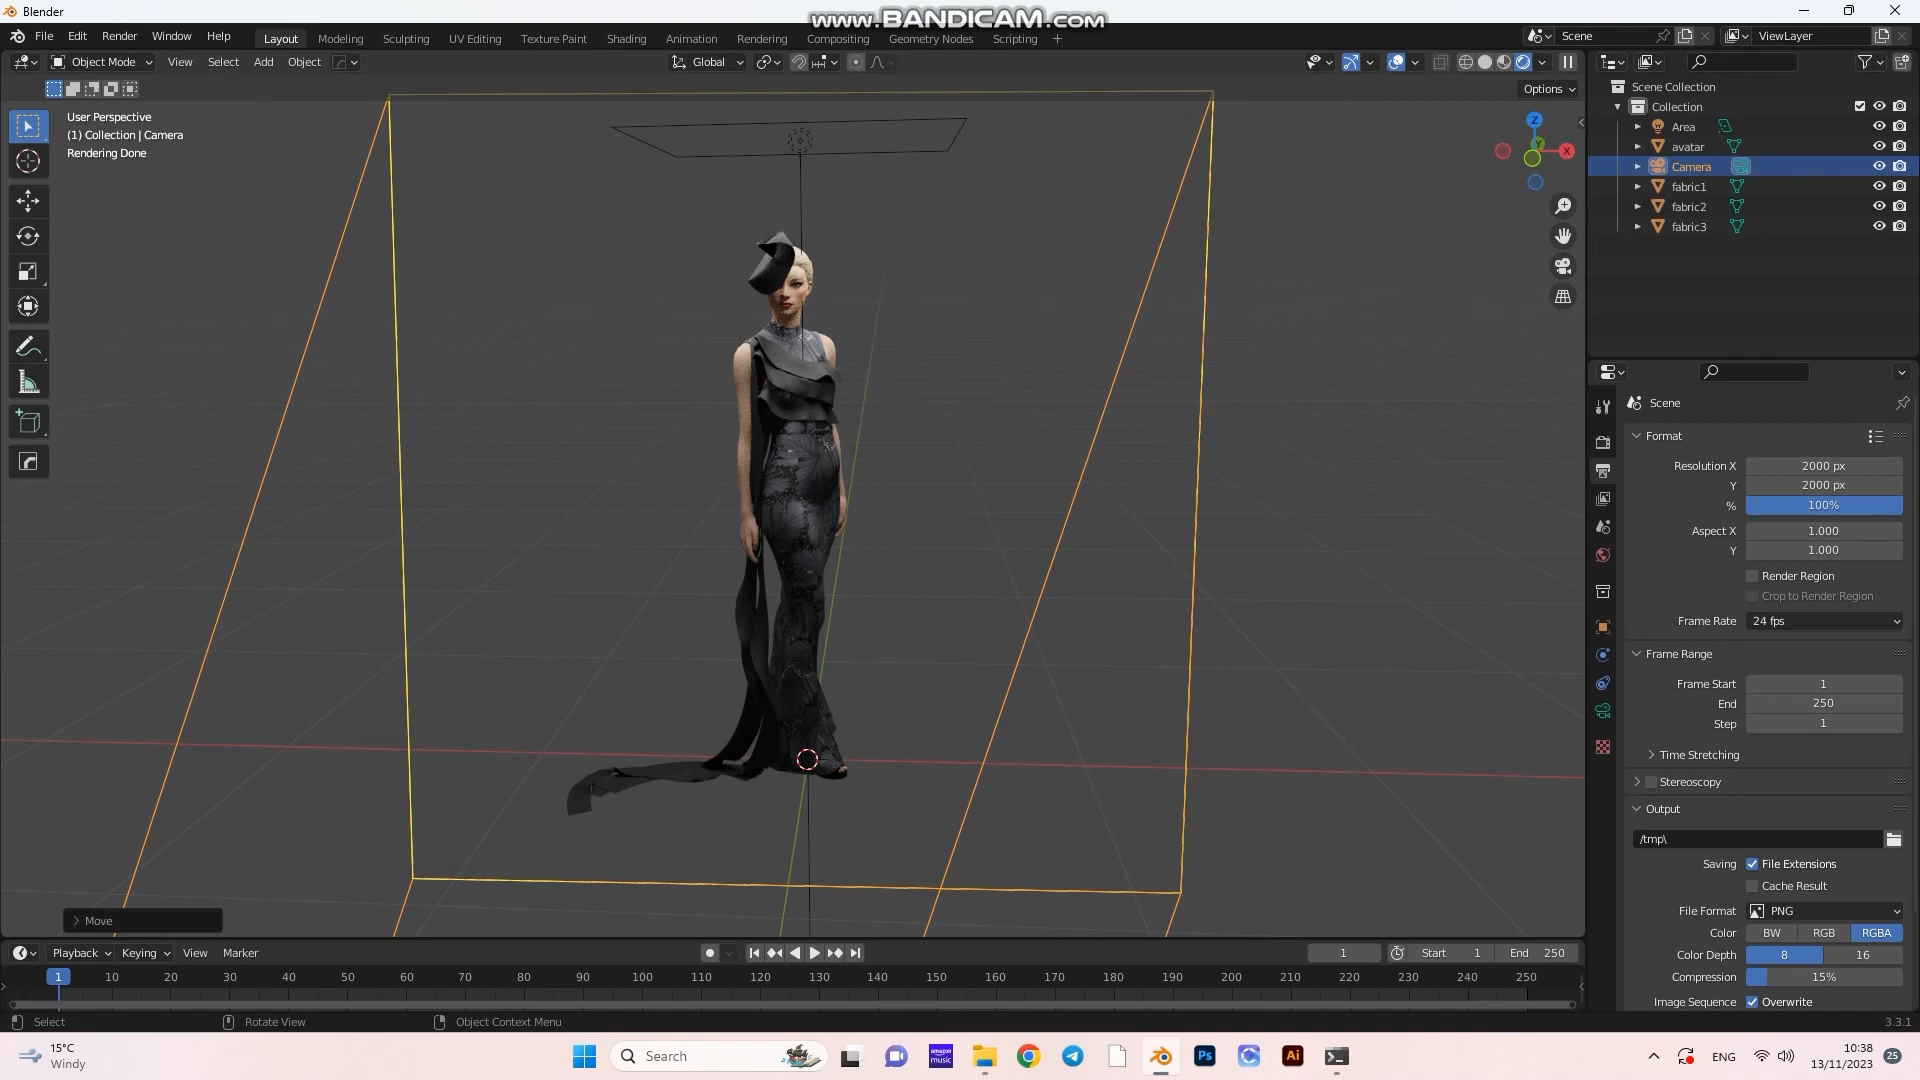 Blender
www.BANDICAM.com
File Edit Render Window Help Layout Modeling Sculpting UV Editing Texture Paint Shading Animation Rendering Compositing Geometry Nodes Scripting + Scene ViewLayer
Object Mode View Select Add Object Global
Options
User Perspective
(1) Collection | Camera
Rendering Done
Z
Y
X
Scene Collection
Collection
Area
avatar
Camera
fabric1
fabric2
fabric3
Scene
Format
Resolution X 2000 px
Y 2000 px
% 100%
Aspect X 1.000
Y 1.000
Render Region
Crop to Render Region
Frame Rate 24 fps
Frame Range
Frame Start 1
End 250
Step 1
Time Stretching
Stereoscopy
Output
/tmp\
Saving File Extensions
Cache Result
File Format PNG
Color BW RGB RGBA
Color Depth 8 16
Compression 15%
Image Sequence Overwrite
Move
Playback Keying View Marker 1 Start 1 End 250
1 10 20 30 40 50 60 70 80 90 100 110 120 130 140 150 160 170 180 190 200 210 220 230 240 250
Select Rotate View Object Context Menu 3.3.1
15°C
Windy
Search
amazon music
Ps
Ai
ENG
10:38
13/11/2023
25